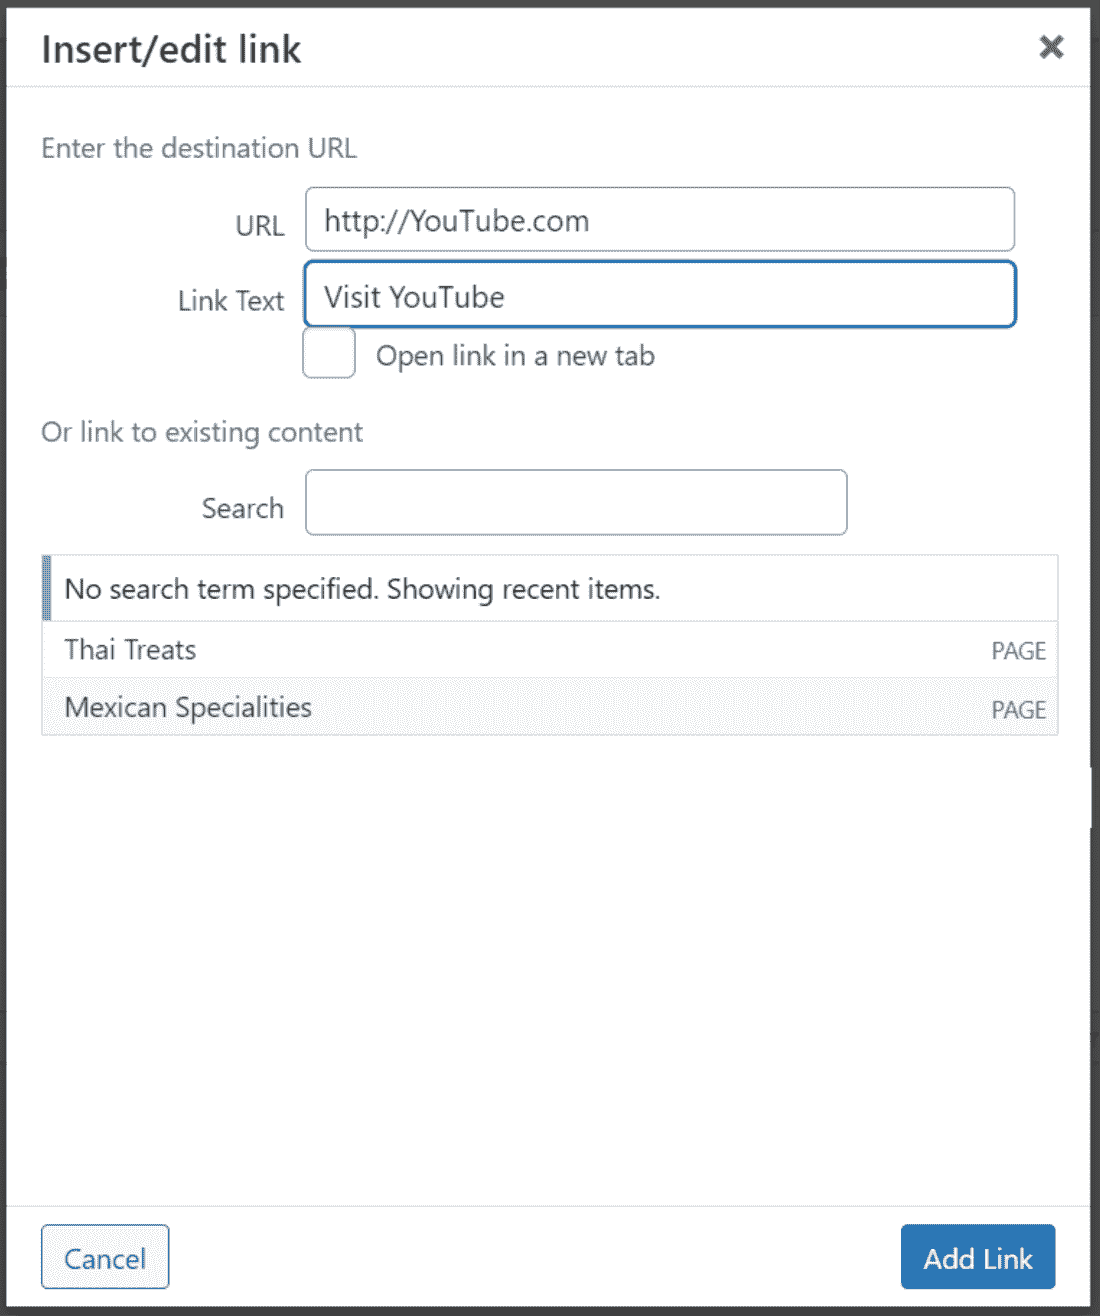 Insert/edit link
Enter the destination URL
URL http://YouTube.com
Link Text Visit YouTube
Open link in a new tab
Or link to existing content
Search
No search term specified. Showing recent items.
Thai Treats PAGE
Mexican Specialities PAGE
Cancel Add Link